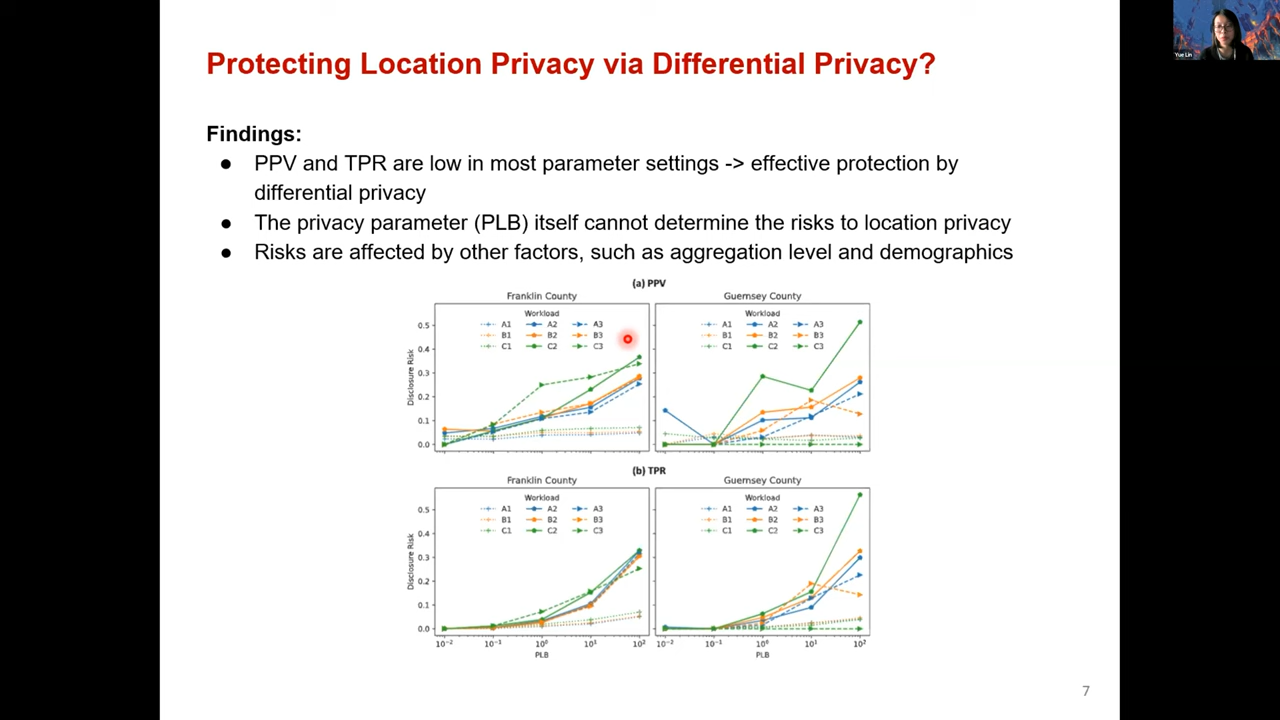 Protecting Location Privacy via Differential Privacy?
Yue Lin
Findings:
● PPV and TPR are low in most parameter settings -> effective protection by
differential privacy
● The privacy parameter (PLB) itself cannot determine the risks to location privacy
● Risks are affected by other factors, such as aggregation level and demographics
(a) PPV
Franklin County
Guernsey County
Workload
A1 A2 A3
B1 B2 B3
C1 C2 C3
Workload
A1 A2 A3
B1 B2 B3
C1 C2 C3
Disclosure Risk
0.5
0.4
0.3
0.2
0.1
0.0
(b) TPR
Franklin County
Guernsey County
Workload
A1 A2 A3
B1 B2 B3
C1 C2 C3
Workload
A1 A2 A3
B1 B2 B3
C1 C2 C3
Disclosure Risk
0.5
0.4
0.3
0.2
0.1
0.0
10⁻² 10⁻¹ 10⁰ 10¹ 10²
10⁻² 10⁻¹ 10⁰ 10¹ 10²
PLB
PLB
7